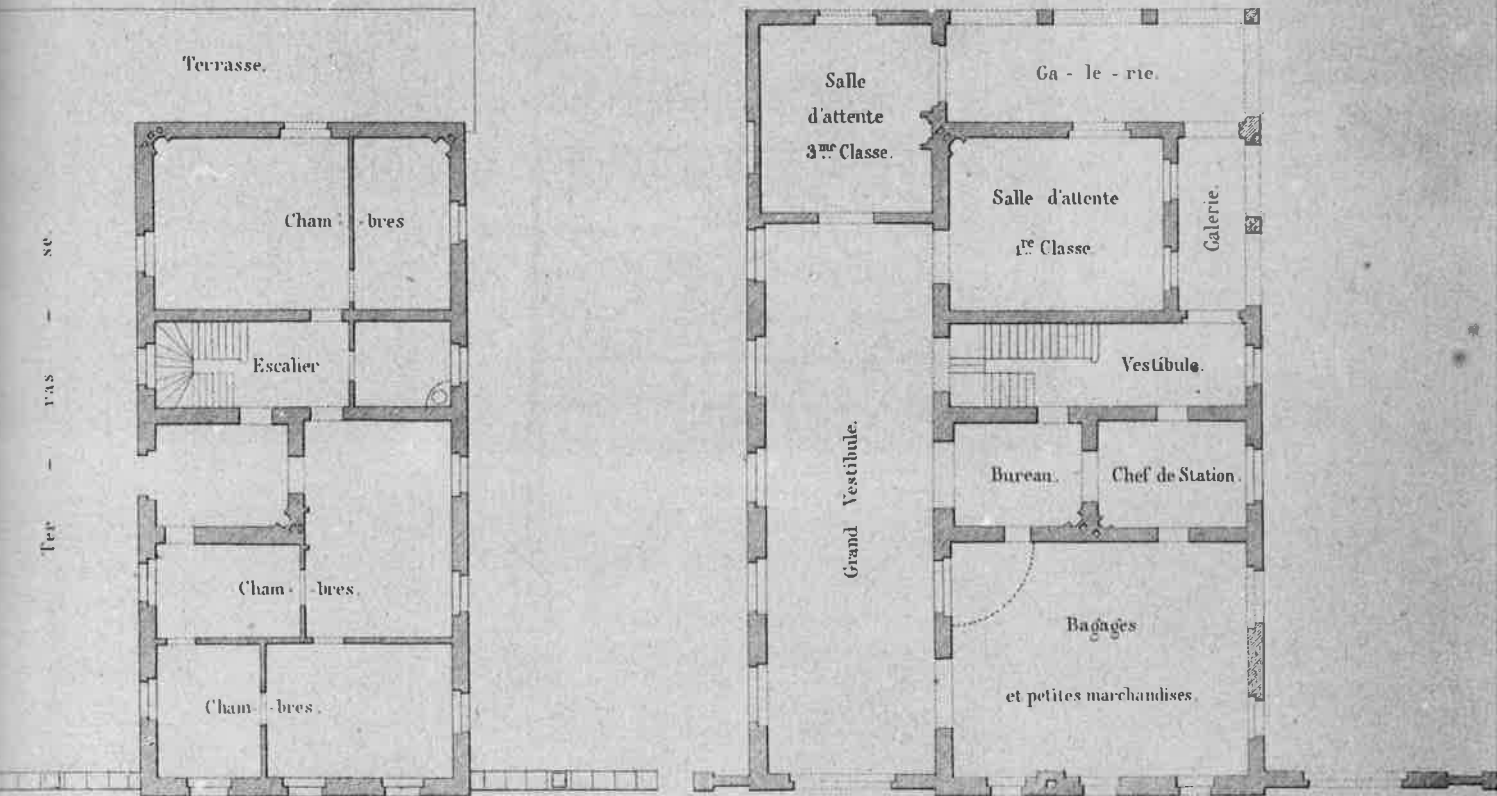 Terrasse.
Cham - bres
Ter - ras - se.
Escalier
Cham - bres.
Cham - bres.
Salle
d'attente
3me Classe.
Ga - le - rie.
Salle d'attente
1re Classe.
Galerie.
Vestibule.
Grand Vestibule.
Bureau.
Chef de Station.
Bagages
et petites marchandises.